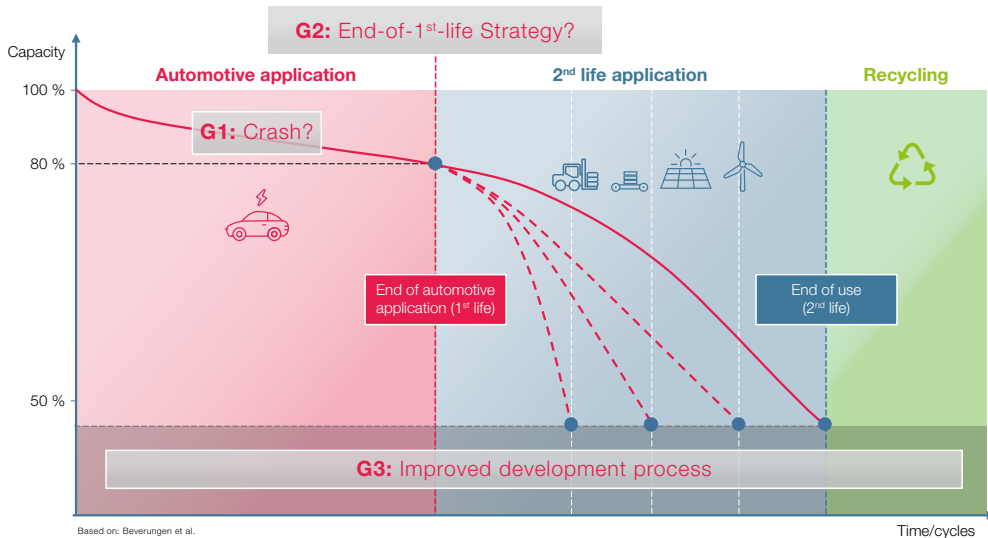 G2: End-of-1st-life Strategy?
Capacity
Automotive application
2nd life application
Recycling
100 %
G1: Crash?
80 %
End of automotive
application (1st life)
End of use
(2nd life)
50 %
G3: Improved development process
Based on: Beverungen et al.
Time/cycles